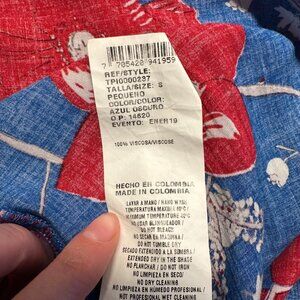 7 705420 941959
REF/STYLE:
TPI0000237
TALLA/SIZE: S
PEQUEÑO
COLOR/COLOR:
AZUL OSCURO
O.P: 14620
EVENTO: ENER19
100% VISCOSA/VISCOSE
HECHO EN COLOMBIA
MADE IN COLOMBIA
LAVAR A MANO / HAND WASH
TEMPERATURA MAXIMA 40°C /
MAXIMUM TEMPERATURE 40°C
NO USAR BLANQUEADOR /
DO NOT BLEACH
NO SECAR EN MAQUINA /
DO NOT TUMBLE DRY
SECADO EXTENDIDO A LA SOMBRA /
EXTENDED DRY IN THE SHADE
NO PLANCHAR / DO NOT IRON
NO LIMPIEZA EN SECO /
NO DRY CLEANING
NO LIMPIEZA EN HÚMEDO PROFESIONAL /
NOT PROFESIONAL WET CLEANING